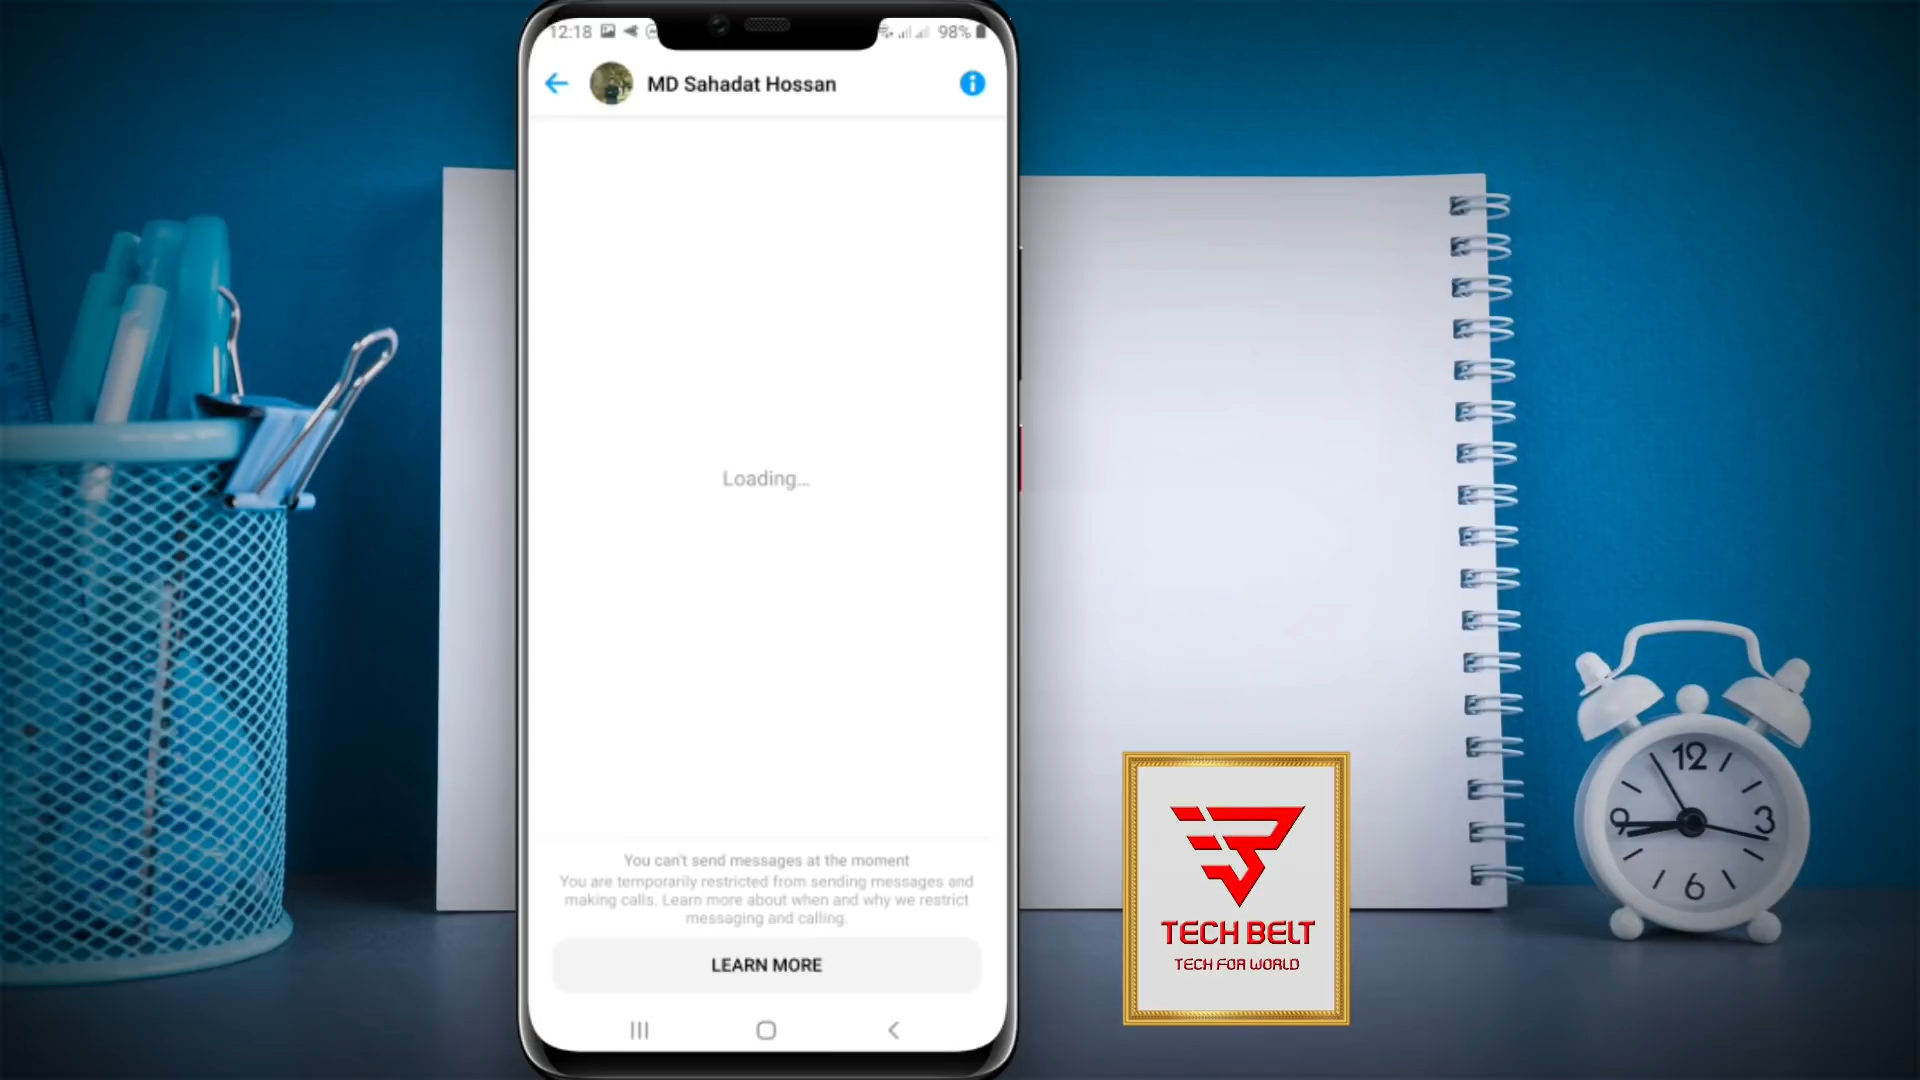 12:18
98%
MD Sahadat Hossan
Loading...
You can't send messages at the moment
You are temporarily restricted from sending messages and
making calls. Learn more about when and why we restrict
messaging and calling.
LEARN MORE
TECH BELT
TECH FOR WORLD
12
3
6
9